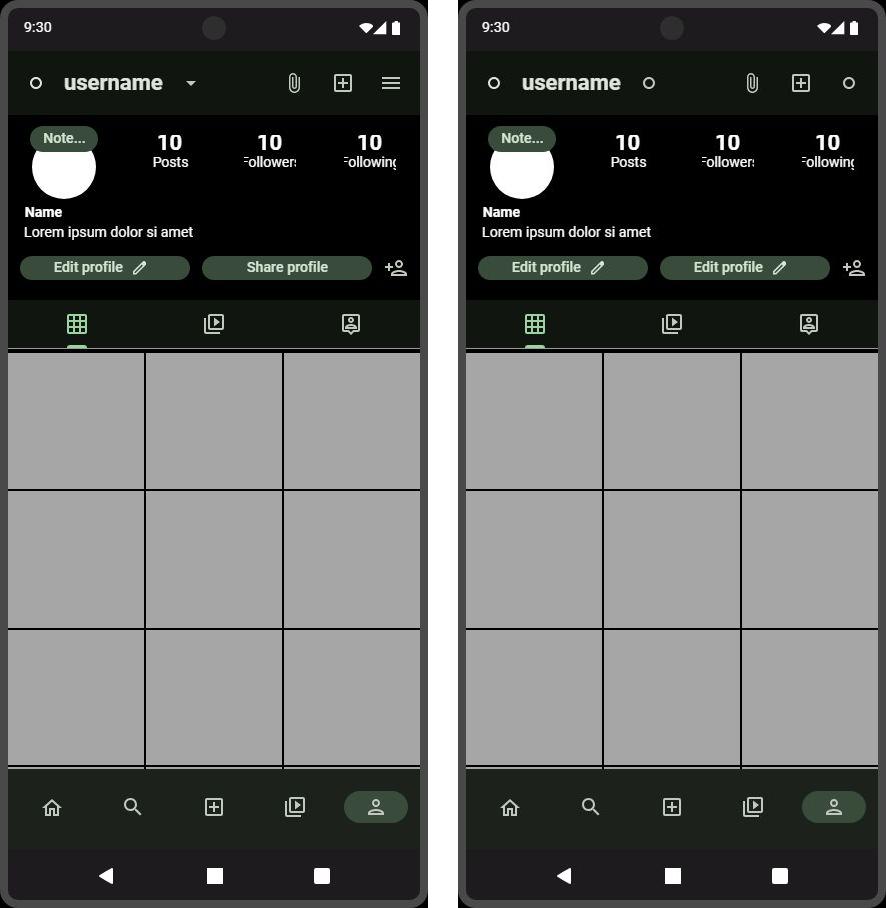 9:30
username
Note...
10 10 10
Posts Followers Following
Name
Lorem ipsum dolor si amet
Edit profile Share profile
9:30
username
Note...
10 10 10
Posts Followers Following
Name
Lorem ipsum dolor si amet
Edit profile Edit profile